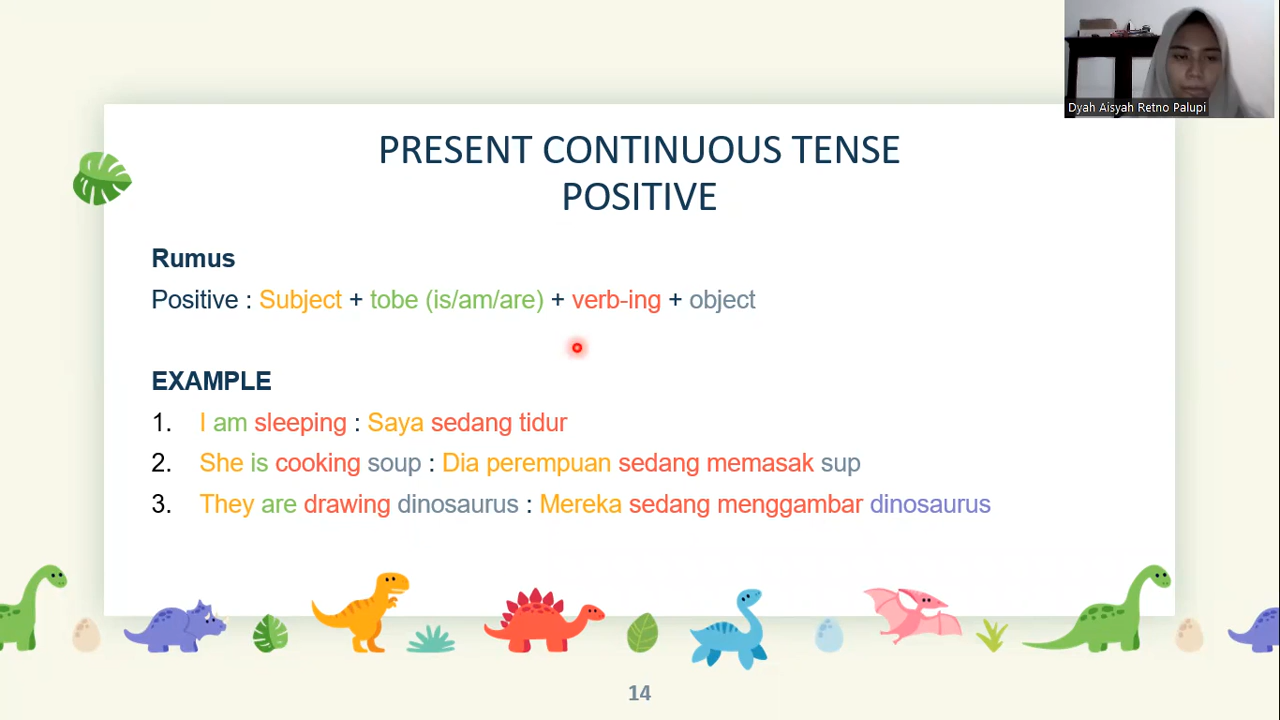 Dyah Aisyah Retno Palupi
PRESENT CONTINUOUS TENSE
POSITIVE
Rumus
Positive : Subject + tobe (is/am/are) + verb-ing + object
EXAMPLE
1. I am sleeping : Saya sedang tidur
2. She is cooking soup : Dia perempuan sedang memasak sup
3. They are drawing dinosaurus : Mereka sedang menggambar dinosaurus
14